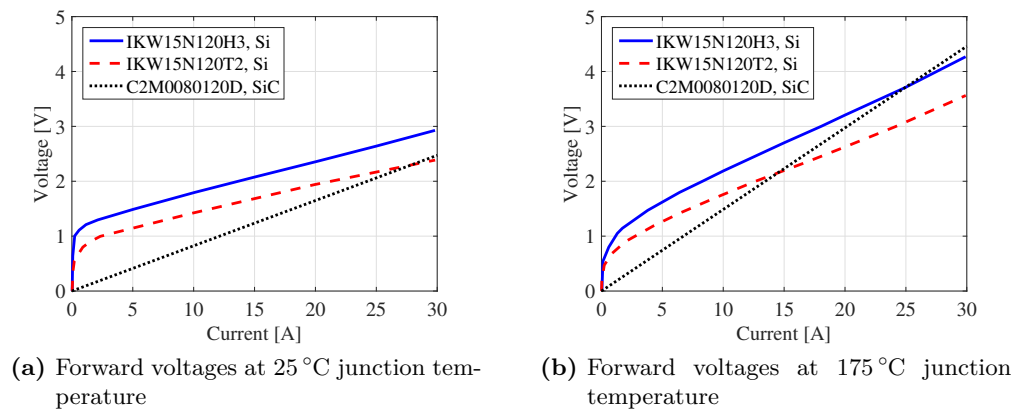 5
4
3
2
1
0
Voltage [V]
IKW15N120H3, Si
IKW15N120T2, Si
C2M0080120D, SiC
0 5 10 15 20 25 30
Current [A]
(a) Forward voltages at 25 °C junction tem-
perature
5
4
3
2
1
0
Voltage [V]
IKW15N120H3, Si
IKW15N120T2, Si
C2M0080120D, SiC
0 5 10 15 20 25 30
Current [A]
(b) Forward voltages at 175 °C junction
temperature